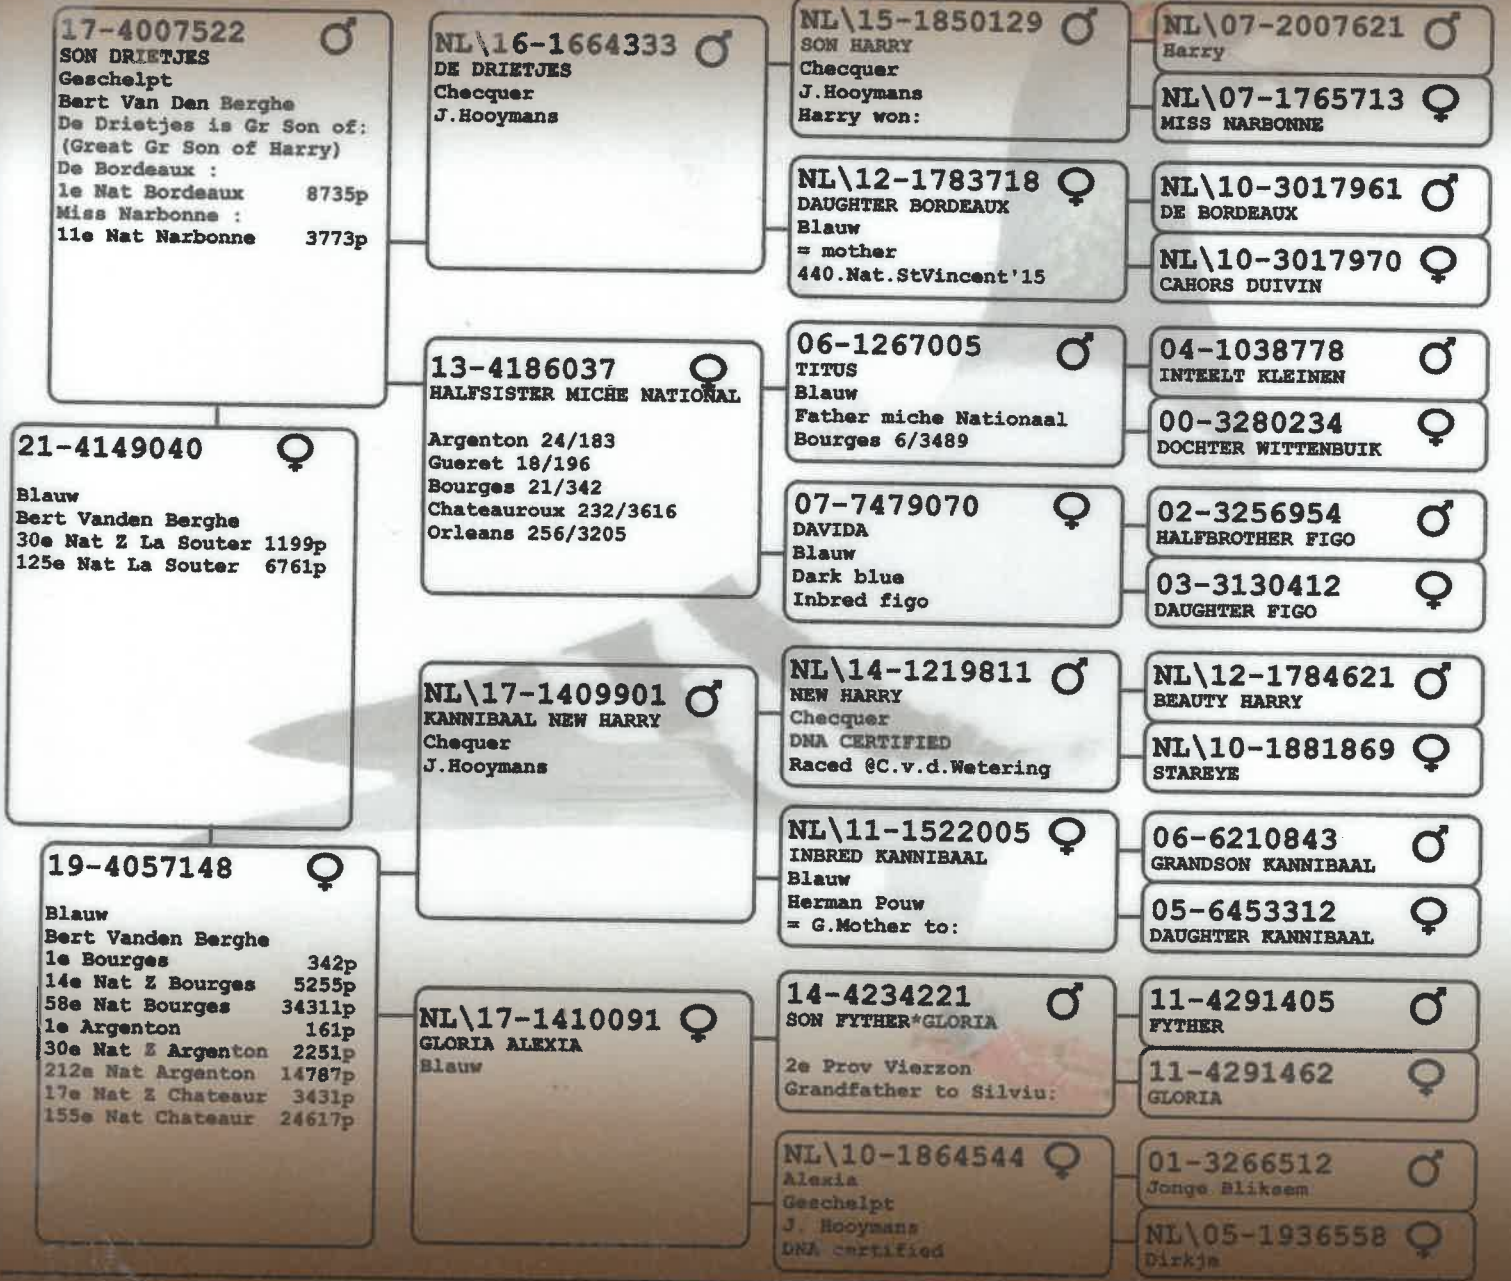 17-4007522 ♂
SON DRIETJES
Geschelpt
Bert Van Den Berghe
De Drietjes is Gr Son of:
(Great Gr Son of Harry)
De Bordeaux :
1e Nat Bordeaux 8735p
Miss Narbonne :
11e Nat Narbonne 3773p
21-4149040 ♀
Blauw
Bert Vanden Berghe
30e Nat Z La Souter 1199p
125e Nat La Souter 6761p
19-4057148 ♀
Blauw
Bert Vanden Berghe
1e Bourges 342p
14e Nat Z Bourges 5255p
58e Nat Bourges 34311p
1e Argenton 161p
30e Nat Z Argenton 2251p
212e Nat Argenton 14787p
17e Nat Z Chateaur 3431p
155e Nat Chateaur 24617p
NL\16-1664333 ♂
DE DRIETJES
Checquer
J.Hooymans
13-4186037 ♀
HALFSISTER MICHE NATIONAL
Argenton 24/183
Gueret 18/196
Bourges 21/342
Chateauroux 232/3616
Orleans 256/3205
NL\17-1409901 ♂
KANNIBAAL NEW HARRY
Chequer
J.Hooymans
NL\17-1410091 ♀
GLORIA ALEXIA
Blauw
NL\15-1850129 ♂
SON HARRY
Checquer
J.Hooymans
Harry won:
NL\12-1783718 ♀
DAUGHTER BORDEAUX
Blauw
= mother
440.Nat.StVincent'15
06-1267005 ♂
TITUS
Blauw
Father miche Nationaal
Bourges 6/3489
07-7479070 ♀
DAVIDA
Blauw
Dark blue
Inbred figo
NL\14-1219811 ♂
NEW HARRY
Checquer
DNA CERTIFIED
Raced @C.v.d.Wetering
NL\11-1522005 ♀
INBRED KANNIBAAL
Blauw
Herman Pouw
= G.Mother to:
14-4234221 ♂
SON FYTHER*GLORIA
2e Prov Vierzon
Grandfather to Silviu:
NL\10-1864544 ♀
Alexia
Geschelpt
J. Hooymans
DNA certified
NL\07-2007621 ♂
Harry
NL\07-1765713 ♀
MISS NARBONNE
NL\10-3017961 ♂
DE BORDEAUX
NL\10-3017970 ♀
CAHORS DUIVIN
04-1038778 ♂
INTEELT KLEINEN
00-3280234 ♀
DOCHTER WITTENBUIK
02-3256954 ♂
HALFBROTHER FIGO
03-3130412 ♀
DAUGHTER FIGO
NL\12-1784621 ♂
BEAUTY HARRY
NL\10-1881869 ♀
STAREYE
06-6210843 ♂
GRANDSON KANNIBAAL
05-6453312 ♀
DAUGHTER KANNIBAAL
11-4291405 ♂
FYTHER
11-4291462 ♀
GLORIA
01-3266512 ♂
Jonge Bliksem
NL\05-1936558 ♀
Dirkje